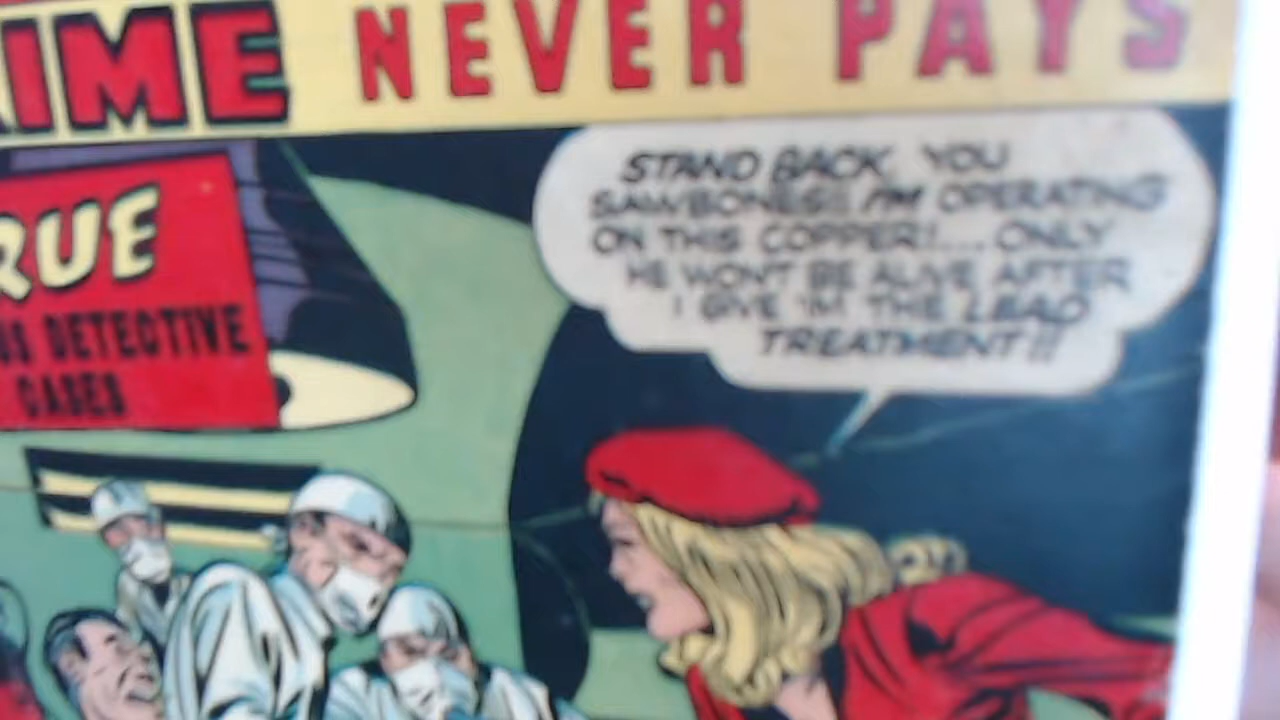 IME NEVER PAYS
RUE
US DETECTIVE
CASES
STAND BACK, YOU
SAWBONES!! I'M OPERATING
ON THIS COPPER!.... ONLY
HE WON'T BE ALIVE AFTER
I GIVE 'IM THE LEAD
TREATMENT!!